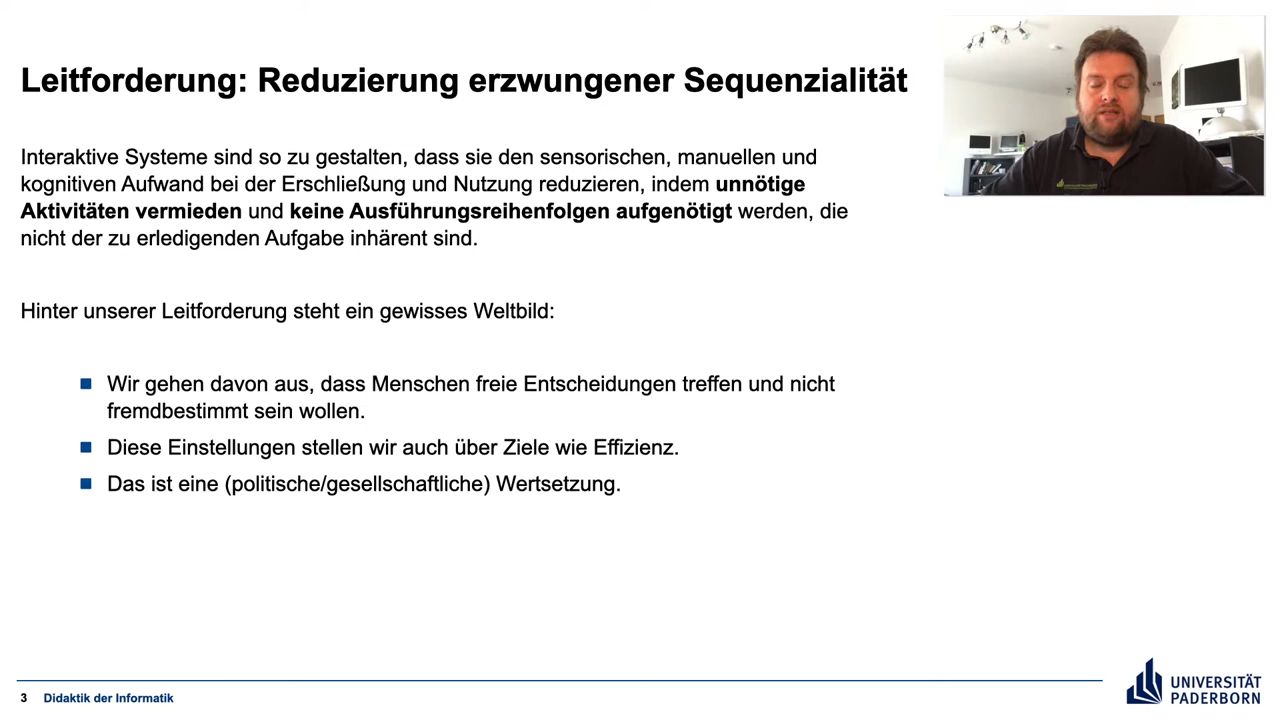 Leitforderung: Reduzierung erzwungener Sequenzialität
Interaktive Systeme sind so zu gestalten, dass sie den sensorischen, manuellen und
kognitiven Aufwand bei der Erschließung und Nutzung reduzieren, indem unnötige
Aktivitäten vermieden und keine Ausführungsreihenfolgen aufgenötigt werden, die
nicht der zu erledigenden Aufgabe inhärent sind.
Hinter unserer Leitforderung steht ein gewisses Weltbild:
Wir gehen davon aus, dass Menschen freie Entscheidungen treffen und nicht
fremdbestimmt sein wollen.
Diese Einstellungen stellen wir auch über Ziele wie Effizienz.
Das ist eine (politische/gesellschaftliche) Wertsetzung.
3 Didaktik der Informatik
UNIVERSITÄT
PADERBORN